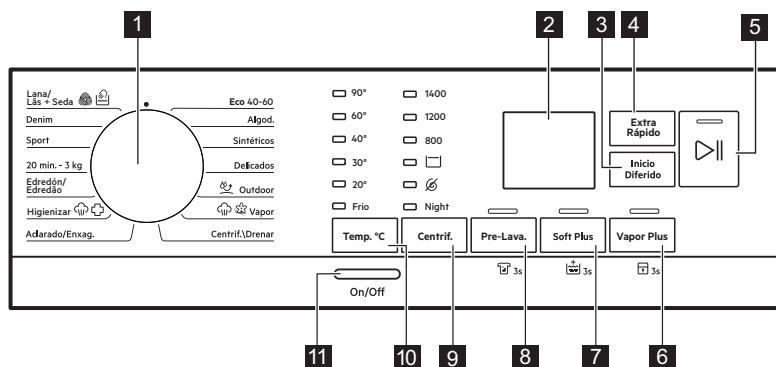 1
2
3
4
5
Lana/
Lãs + Seda
Denim
Sport
20 min. - 3 kg
Edredón/
Edredão
Higienizar
Aclarado/Enxag.
Eco 40-60
Algod.
Sintéticos
Delicados
Outdoor
Vapor
Centrif.\Drenar
90°
60°
40°
30°
20°
Frio
1400
1200
800
Night
Extra
Rápido
Inicio
Diferido
Temp. °C
Centrif.
Pre-Lava.
Soft Plus
Vapor Plus
3s
3s
3s
On/Off
11
10
9
8
7
6